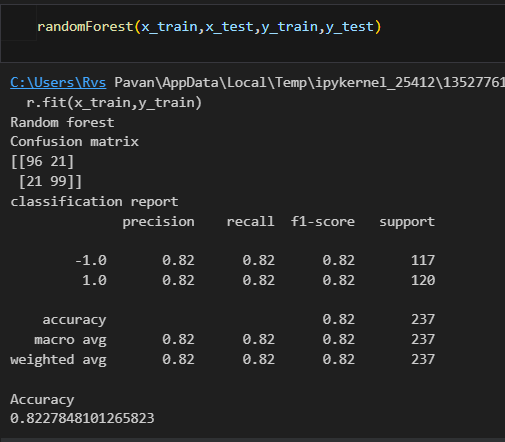 randomForest(x_train,x_test,y_train,y_test)
C:\Users\Rvs Pavan\AppData\Local\Temp\ipykernel_25412\13527761
r.fit(x_train,y_train)
Random forest
Confusion matrix
[[96 21]
[21 99]]
classification report
precision recall f1-score support
-1.0 0.82 0.82 0.82 117
1.0 0.82 0.82 0.82 120
accuracy 0.82 237
macro avg 0.82 0.82 0.82 237
weighted avg 0.82 0.82 0.82 237
Accuracy
0.8227848101265823